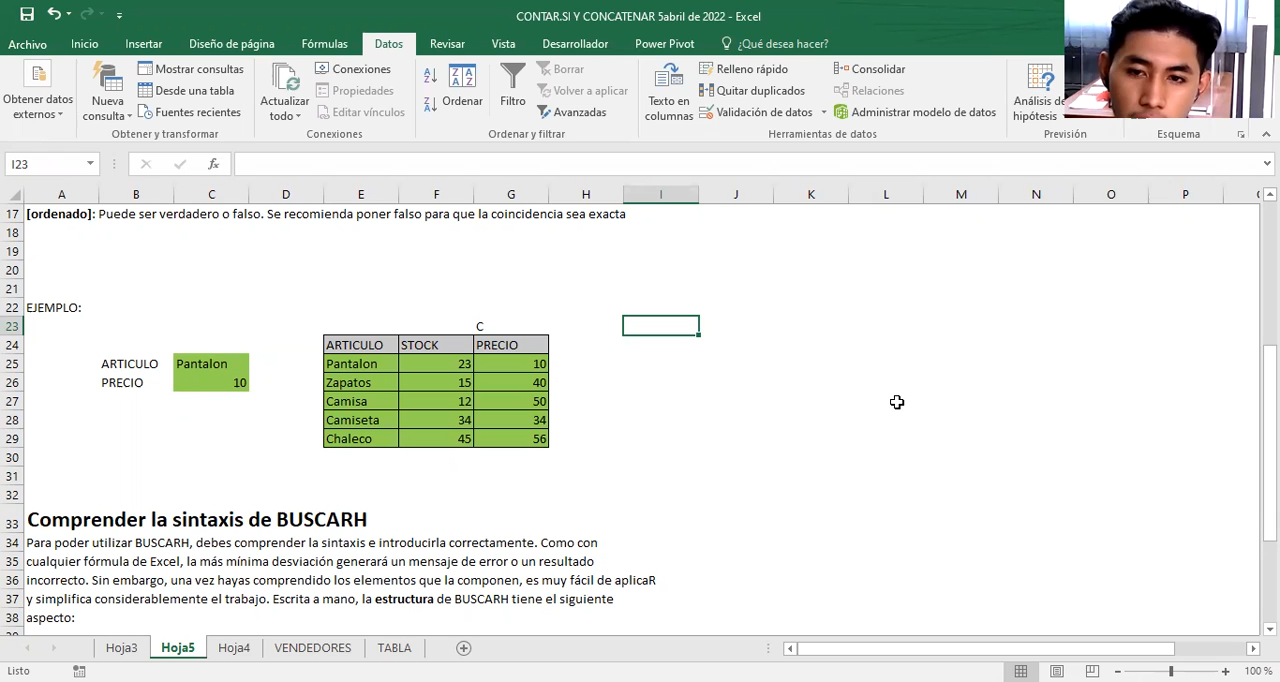 CONTAR.SI Y CONCATENAR 5abril de 2022 - Excel
Archivo Inicio Insertar Diseño de página Fórmulas Datos Revisar Vista Desarrollador Power Pivot ¿Qué desea hacer?
Obtener datos externos
Nueva consulta
Mostrar consultas
Desde una tabla
Fuentes recientes
Obtener y transformar
Actualizar todo
Conexiones
Propiedades
Editar vínculos
Conexiones
Ordenar
Filtro
Borrar
Volver a aplicar
Avanzadas
Ordenar y filtrar
Texto en columnas
Relleno rápido
Quitar duplicados
Validación de datos
Consolidar
Relaciones
Administrar modelo de datos
Herramientas de datos
Análisis de
hipótesis
Previsión
Esquema
I23 fx
A B C D E F G H I J K L M N O P
17 [ordenado]: Puede ser verdadero o falso. Se recomienda poner falso para que la coincidencia sea exacta
18
19
20
21
22 EJEMPLO:
23 C
24 ARTICULO STOCK PRECIO
25 ARTICULO Pantalon Pantalon 23 10
26 PRECIO 10 Zapatos 15 40
27 Camisa 12 50
28 Camiseta 34 34
29 Chaleco 45 56
30
31
32
33 Comprender la sintaxis de BUSCARH
34 Para poder utilizar BUSCARH, debes comprender la sintaxis e introducirla correctamente. Como con
35 cualquier fórmula de Excel, la más mínima desviación generará un mensaje de error o un resultado
36 incorrecto. Sin embargo, una vez hayas comprendido los elementos que la componen, es muy fácil de aplicaR
37 y simplifica considerablemente el trabajo. Escrita a mano, la estructura de BUSCARH tiene el siguiente
38 aspecto:
Hoja3 Hoja5 Hoja4 VENDEDORES TABLA
Listo 100 %